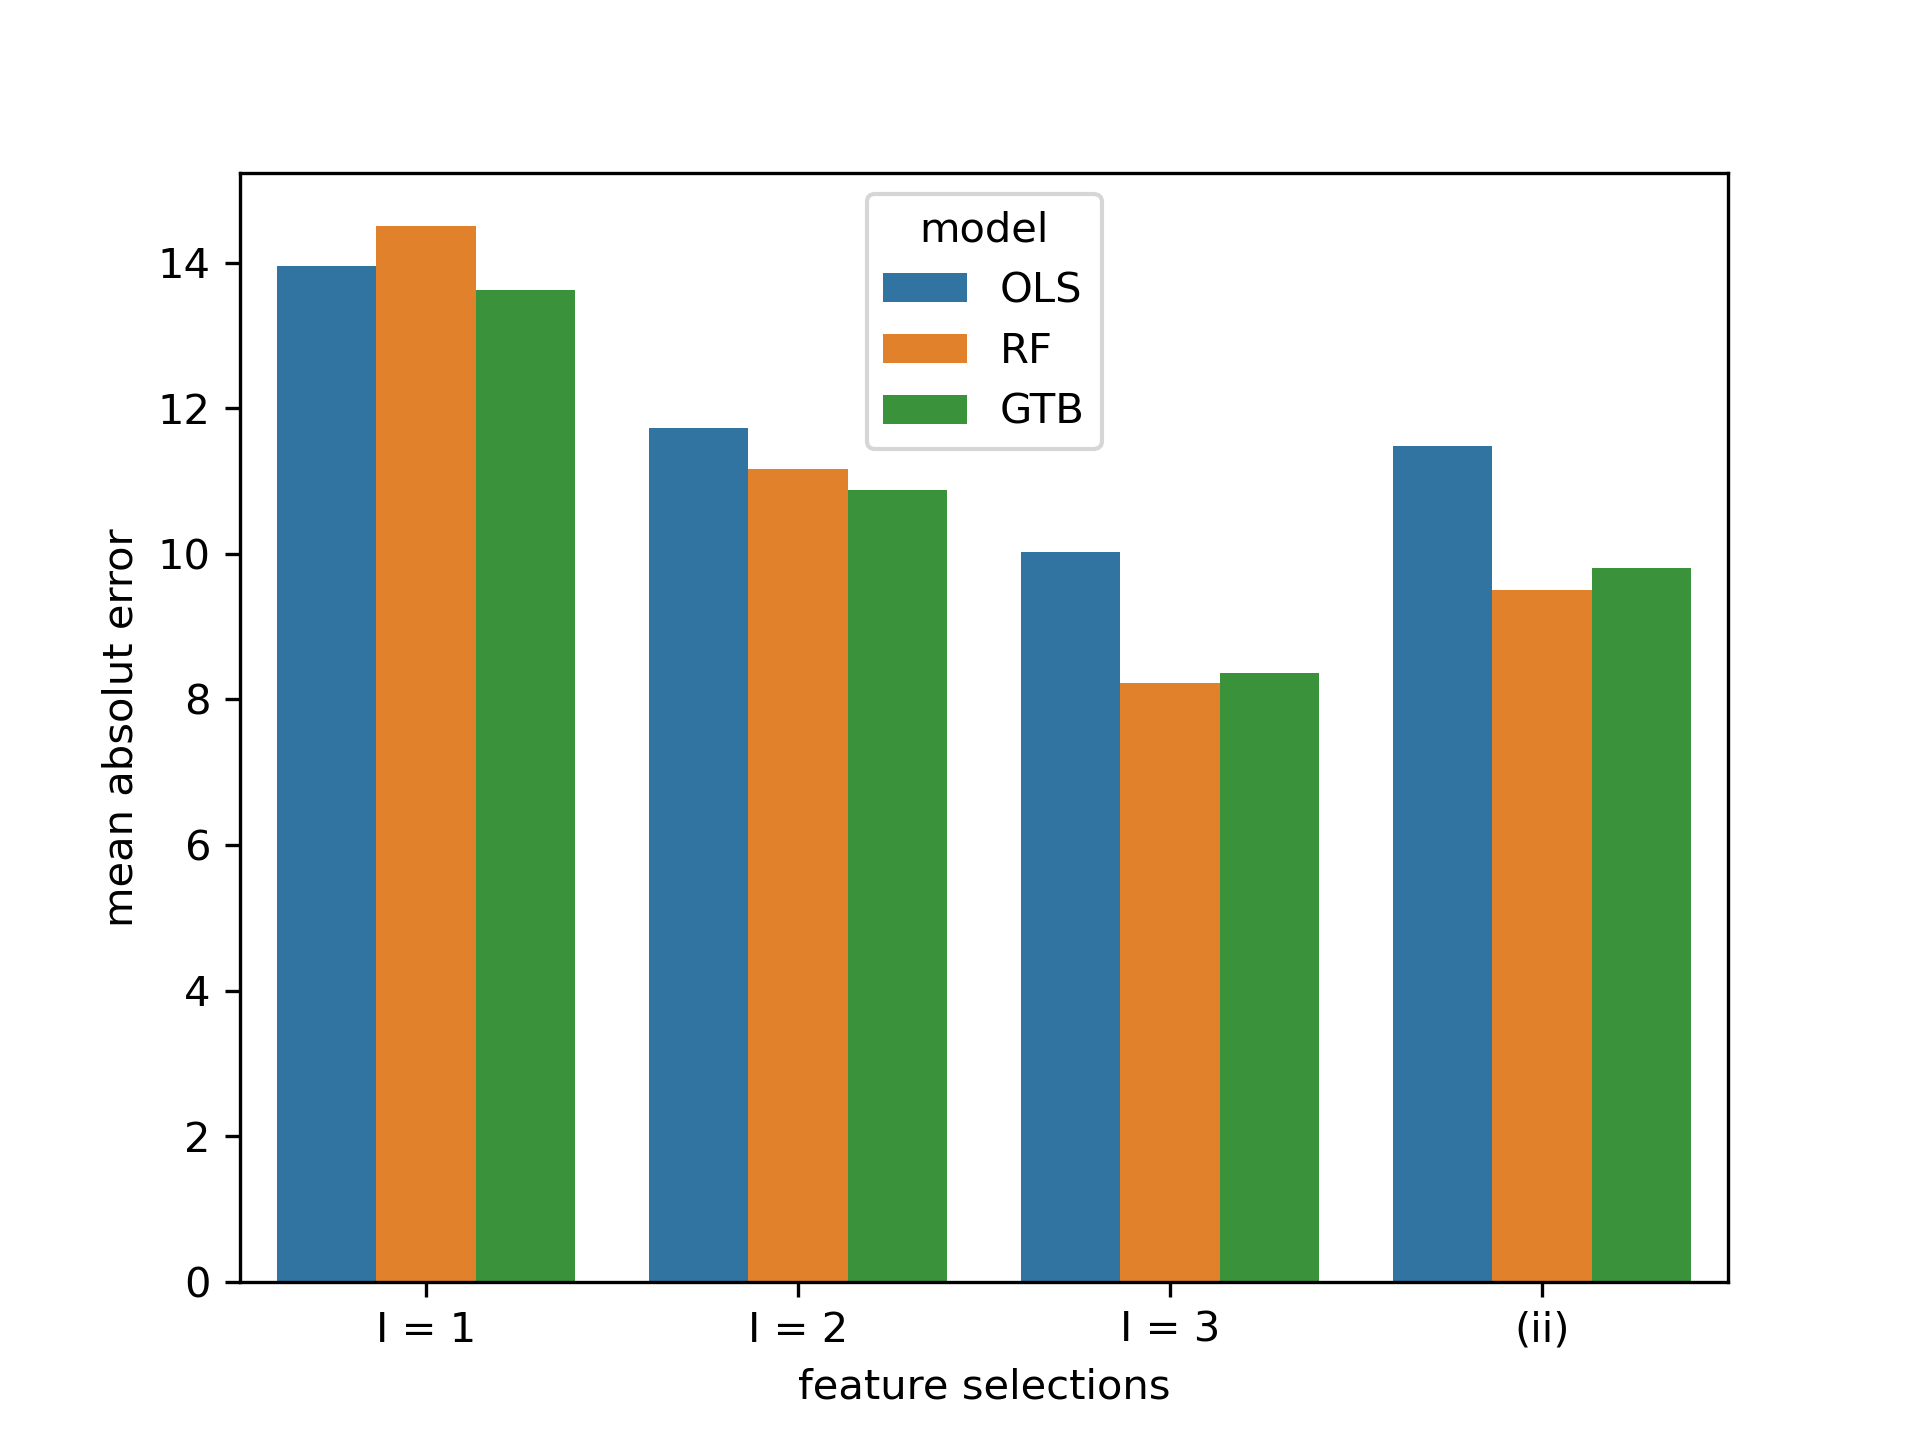 model
OLS
RF
GTB
14
12
10
8
6
4
2
0
mean absolut error
l = 1
l = 2
l = 3
(ii)
feature selections